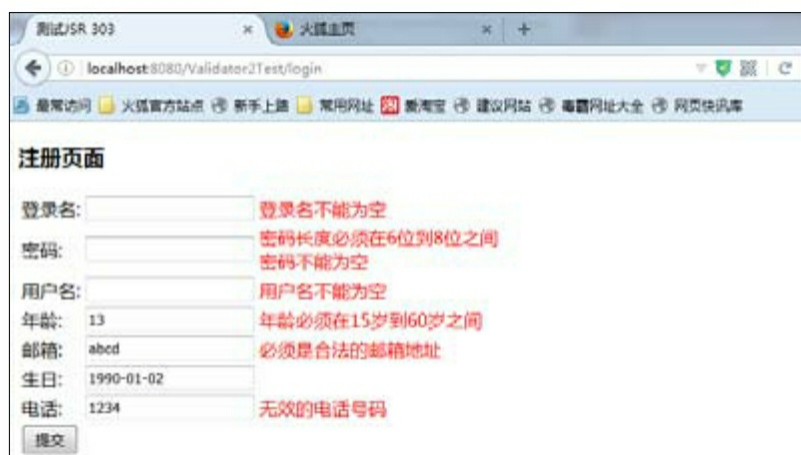 测试JSR 303
火狐主页
localhost:8080/Validator2Test/login
最常访问 火狐官方站点 新手上路 常用网址 爱淘宝 建议网站 毒霸网址大全 网页快讯库
注册页面
登录名: 登录名不能为空
密码: 密码长度必须在6位到8位之间
密码不能为空
用户名: 用户名不能为空
年龄: 13 年龄必须在15岁到60岁之间
邮箱: abcd 必须是合法的邮箱地址
生日: 1990-01-02
电话: 1234 无效的电话号码
提交